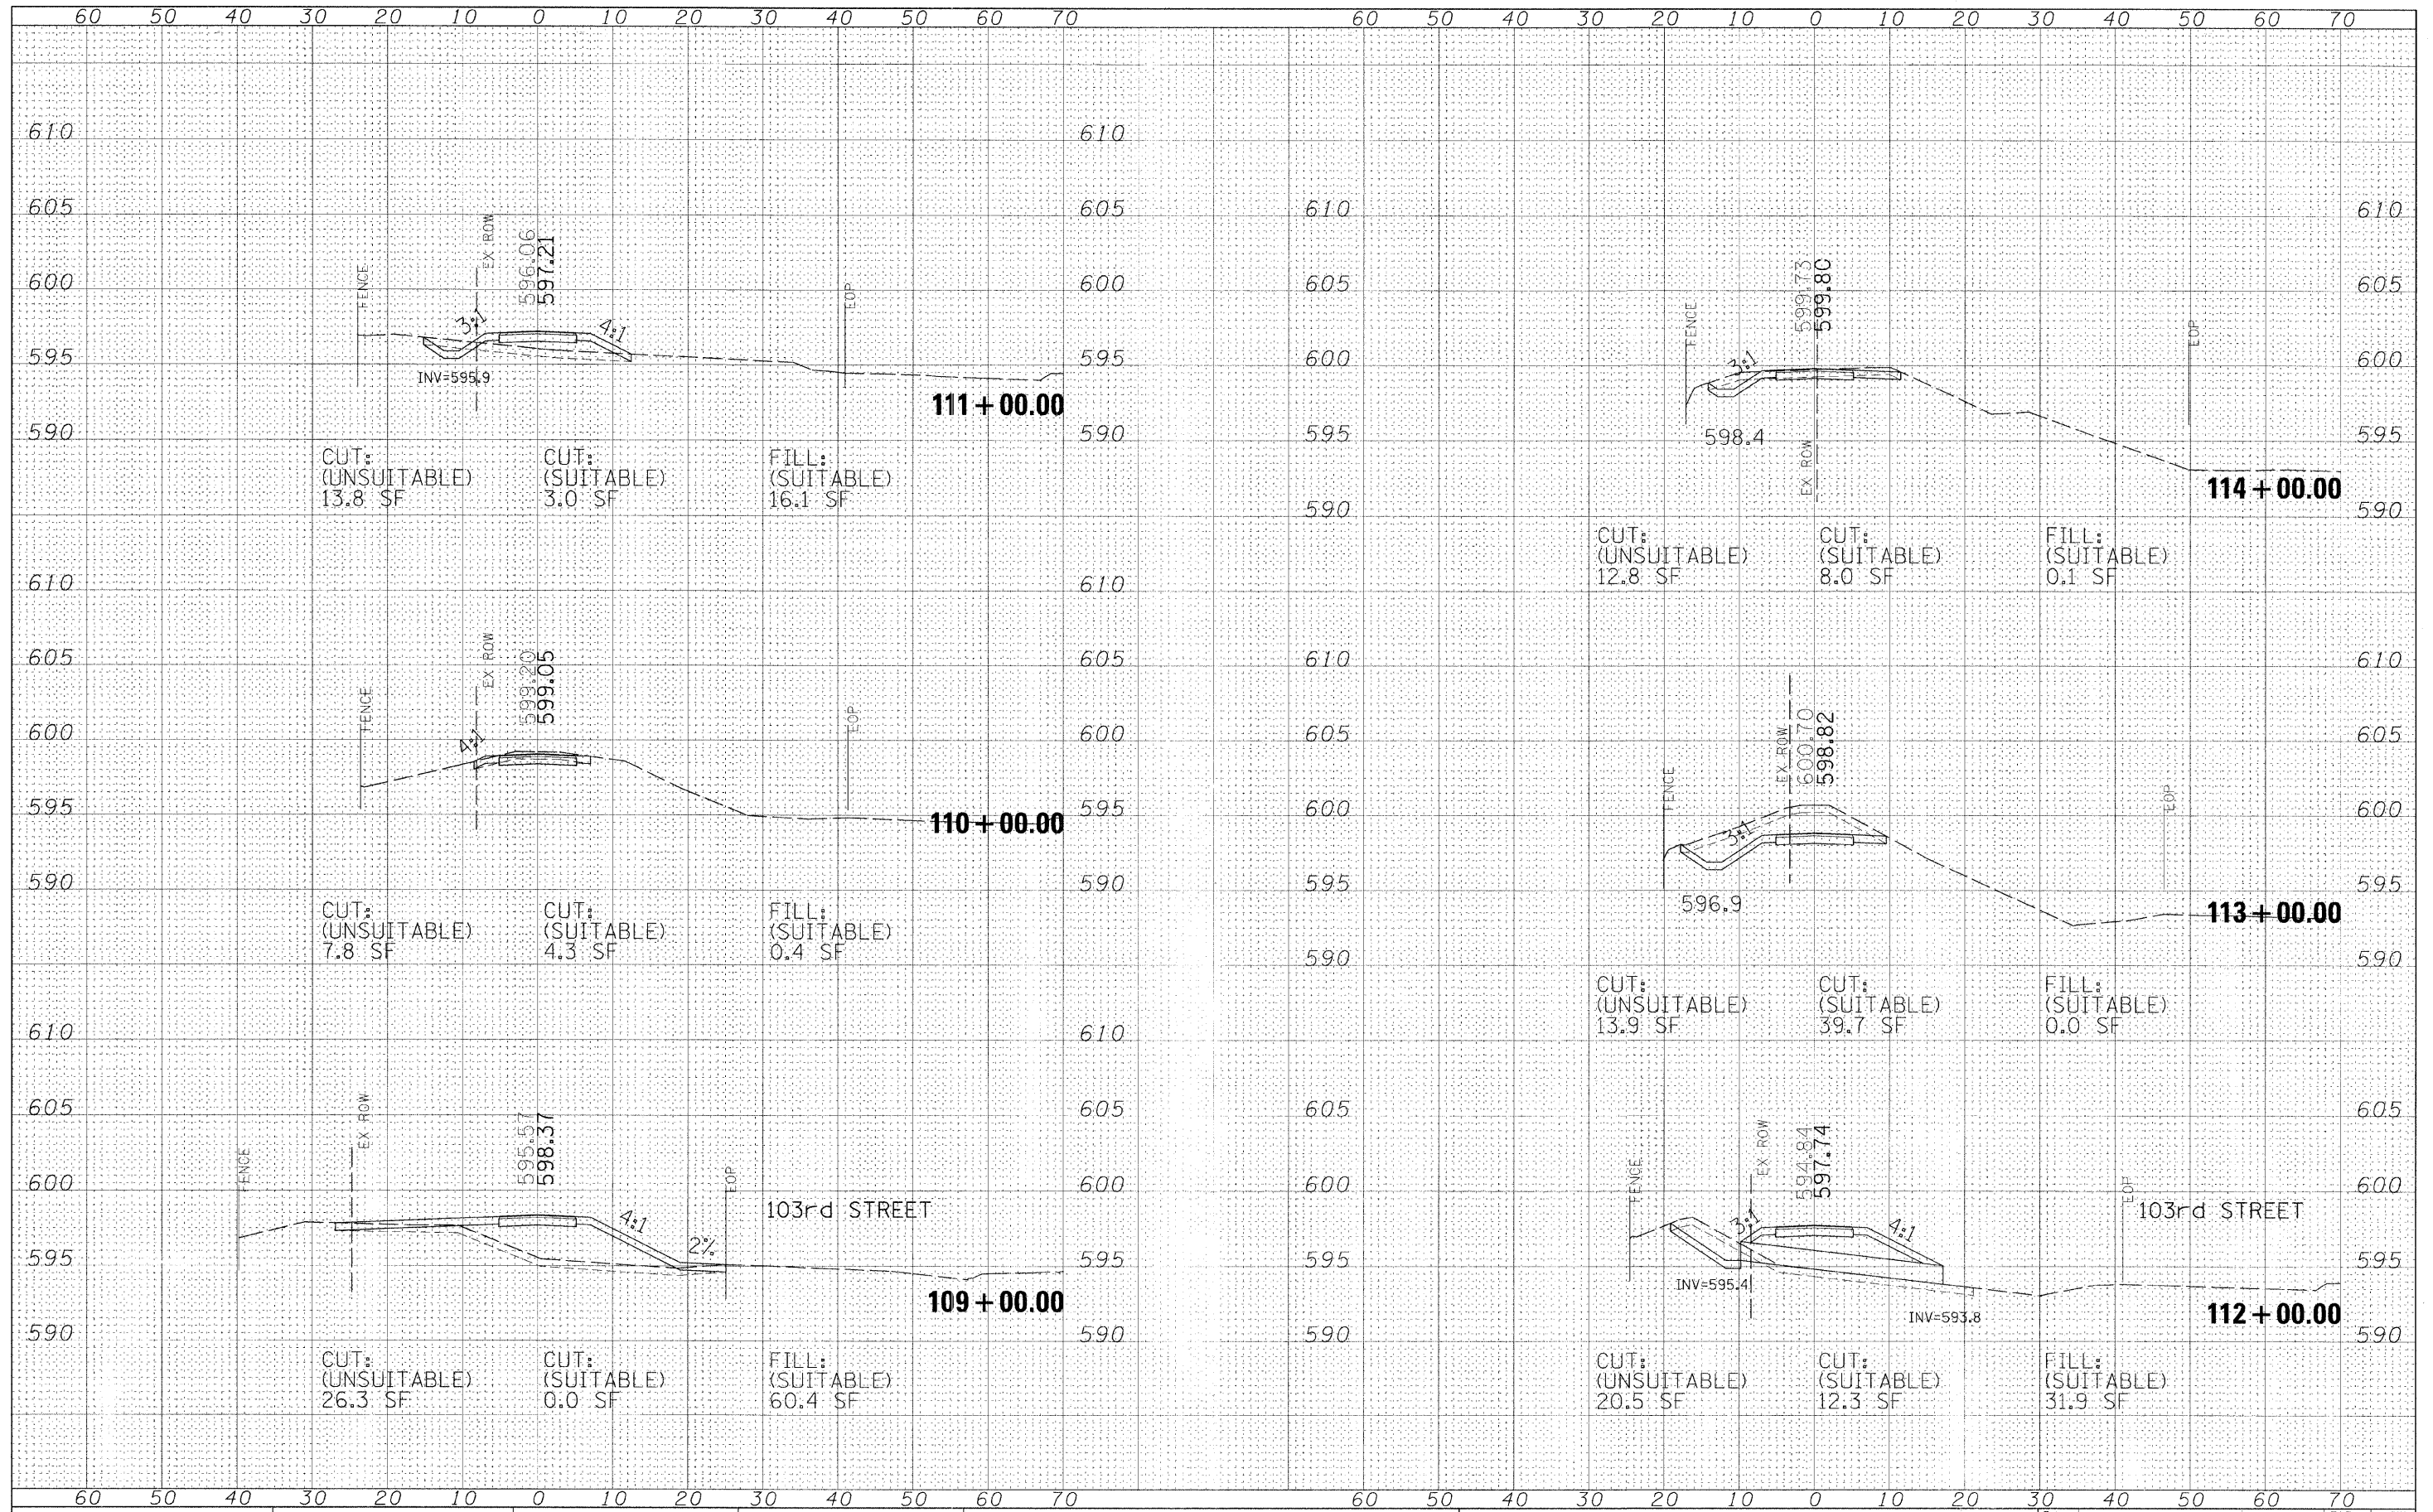 60 50 40 30 20 10 0 10 20 30 40 50 60 70 60 50 40 30 20 10 0 10 20 30 40 50 60 70
610 610
605 605
600 600
595 595
590 590
FENCE
EX ROW
596.06
597.21
EOP
3:1
4:1
INV=595.9
111+00.00
CUT: (UNSUITABLE) 13.8 SF
CUT: (SUITABLE) 3.0 SF
FILL: (SUITABLE) 16.1 SF
610 610
605 605
600 600
595 595
590 590
FENCE
EX ROW
599.20
599.05
EOP
4:1
110+00.00
CUT: (UNSUITABLE) 7.8 SF
CUT: (SUITABLE) 4.3 SF
FILL: (SUITABLE) 0.4 SF
610 610
605 605
600 600
595 595
590 590
FENCE
EX ROW
595.57
598.37
EOP
103rd STREET
4:1
2%
109+00.00
CUT: (UNSUITABLE) 26.3 SF
CUT: (SUITABLE) 0.0 SF
FILL: (SUITABLE) 60.4 SF
610 610
605 605
600 600
595 595
590 590
FENCE
599.73
599.80
EOP
3:1
598.4
EX ROW
114+00.00
CUT: (UNSUITABLE) 12.8 SF
CUT: (SUITABLE) 8.0 SF
FILL: (SUITABLE) 0.1 SF
610 610
605 605
600 600
595 595
590 590
FENCE
EX ROW
600.70
598.82
EOP
3:1
596.9
113+00.00
CUT: (UNSUITABLE) 13.9 SF
CUT: (SUITABLE) 39.7 SF
FILL: (SUITABLE) 0.0 SF
605 605
600 600
595 595
590 590
FENCE
EX ROW
594.84
597.74
EOP
103rd STREET
3:1
4:1
INV=595.4
INV=593.8
112+00.00
CUT: (UNSUITABLE) 20.5 SF
CUT: (SUITABLE) 12.3 SF
FILL: (SUITABLE) 31.9 SF
60 50 40 30 20 10 0 10 20 30 40 50 60 70 60 50 40 30 20 10 0 10 20 30 40 50 60 70